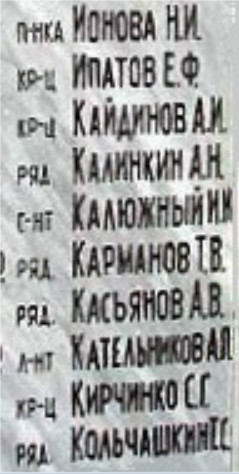 П-НКА ИОНОВА Н.И.
КР-Ц ИПАТОВ Е.Ф.
КР-Ц КАЙДИНОВ А.И.
РЯД. КАЛИНКИН А.Н.
С-НТ КАЛЮЖНЫЙ И.И
РЯД. КАРМАНОВ Т.В.
РЯД. КАСЬЯНОВ А.В.
Л-НТ КАТЕЛЬНИКОВ А.Я.
КР-Ц КИРЧИНКО С.Г.
РЯД. КОЛЬЧАШКИН Г.С.